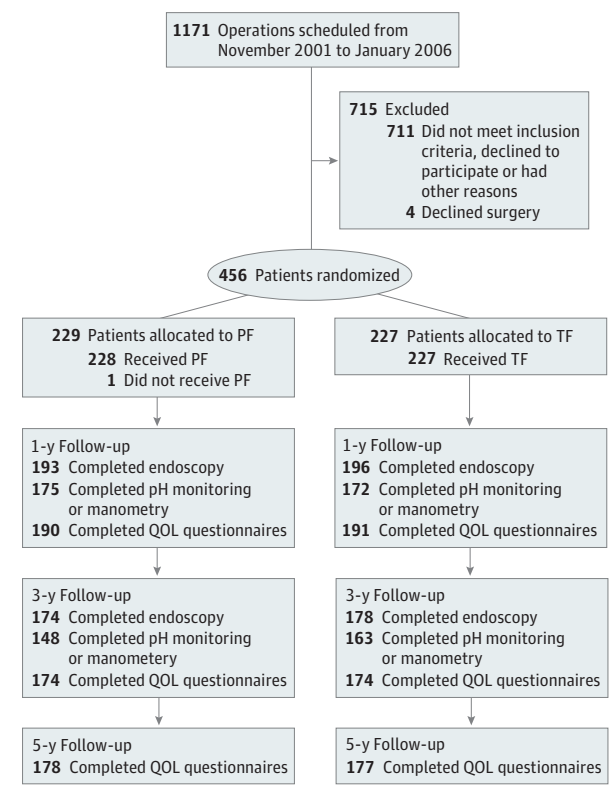 1171 Operations scheduled from
November 2001 to January 2006
715 Excluded
711 Did not meet inclusion
criteria, declined to
participate or had
other reasons
4 Declined surgery
456 Patients randomized
229 Patients allocated to PF
228 Received PF
1 Did not receive PF
227 Patients allocated to TF
227 Received TF
1-y Follow-up
193 Completed endoscopy
175 Completed pH monitoring
or manometry
190 Completed QOL questionnaires
1-y Follow-up
196 Completed endoscopy
172 Completed pH monitoring
or manometry
191 Completed QOL questionnaires
3-y Follow-up
174 Completed endoscopy
148 Completed pH monitoring
or manometery
174 Completed QOL questionnaires
3-y Follow-up
178 Completed endoscopy
163 Completed pH monitoring
or manometry
174 Completed QOL questionnaires
5-y Follow-up
178 Completed QOL questionnaires
5-y Follow-up
177 Completed QOL questionnaires